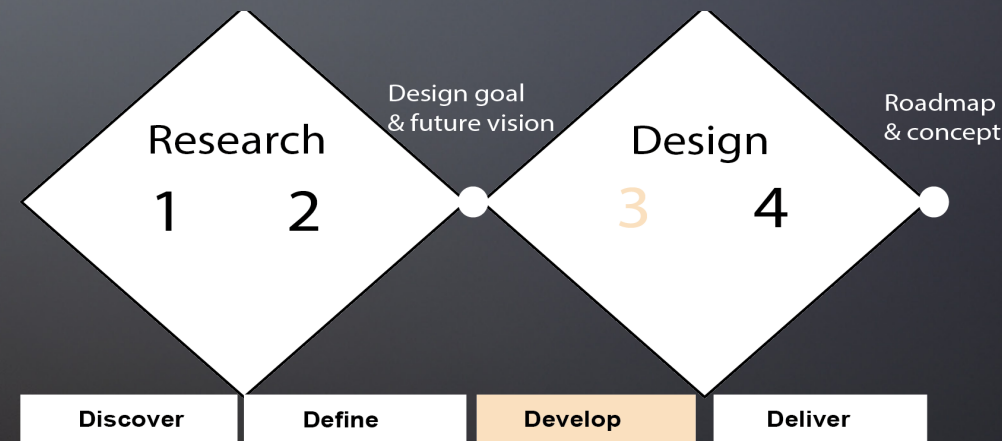 Design goal
& future vision
Roadmap
& concept
Research
Design
1
2
3
4
Discover
Define
Develop
Deliver